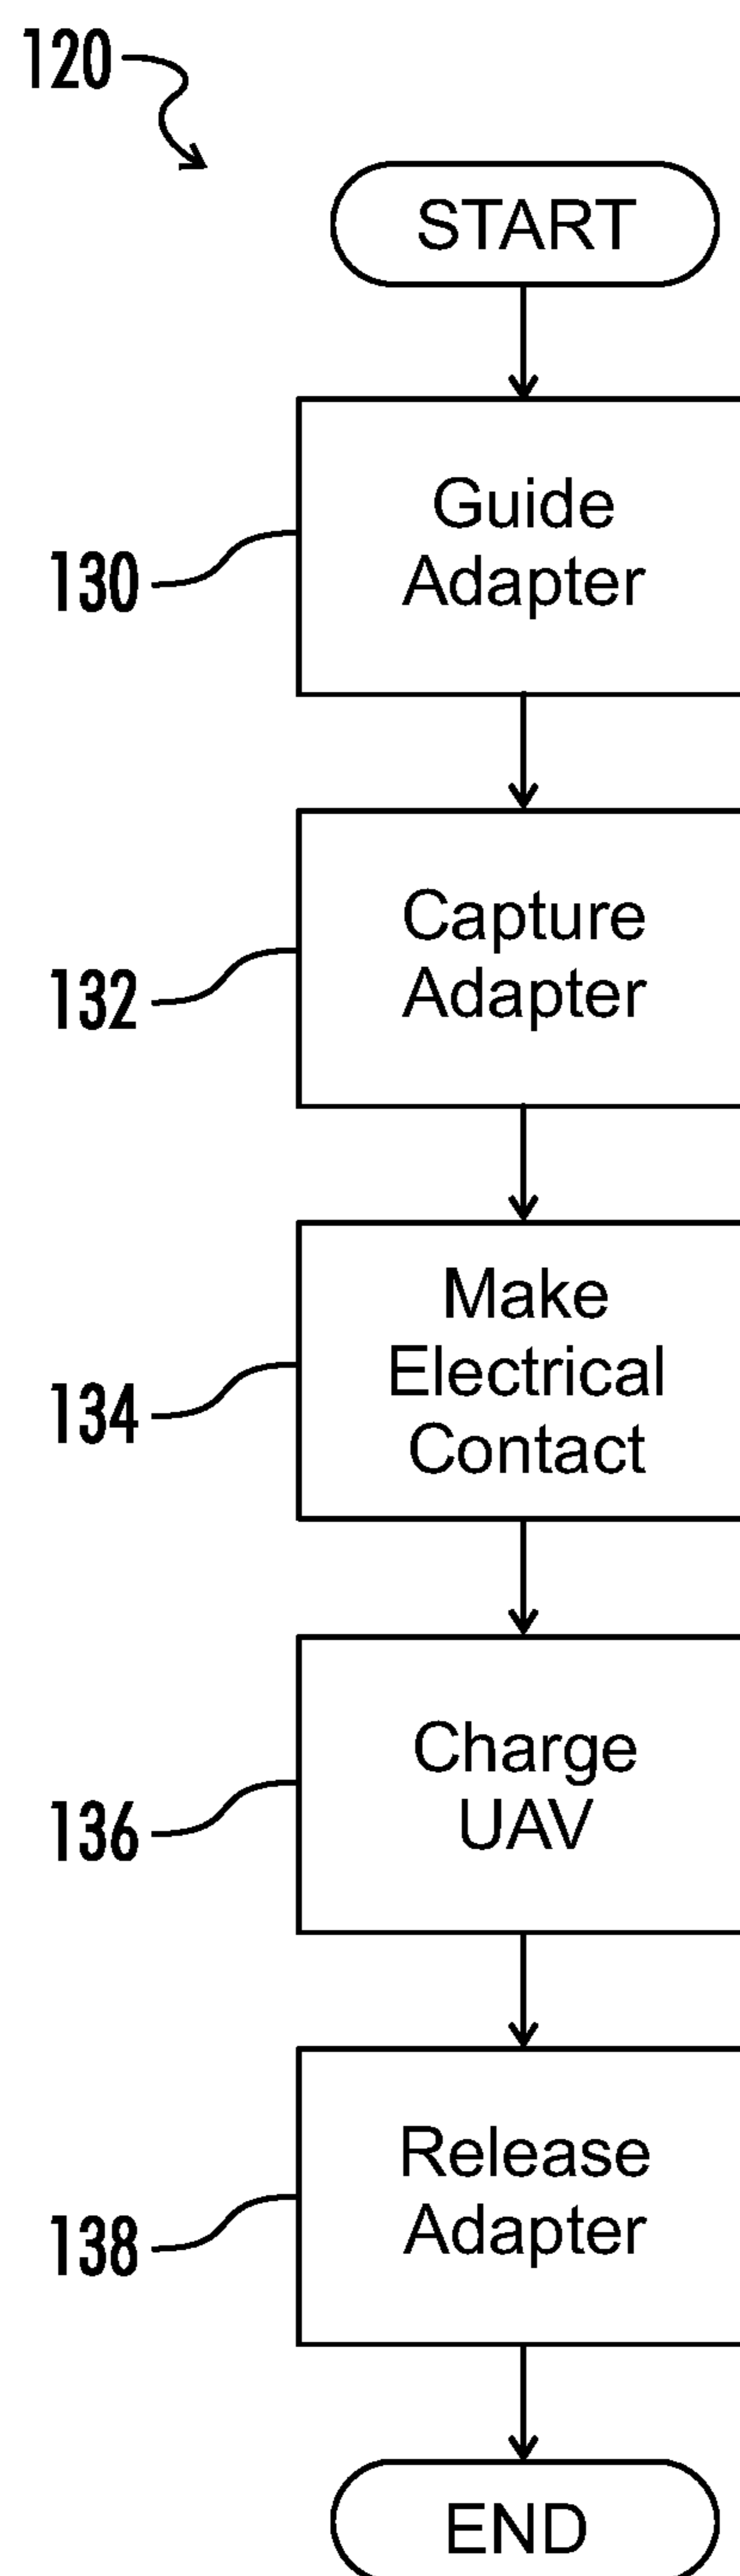 120
START
Guide
Adapter
130
Capture
Adapter
132
Make
Electrical
Contact
134
Charge
UAV
136
Release
Adapter
138
END